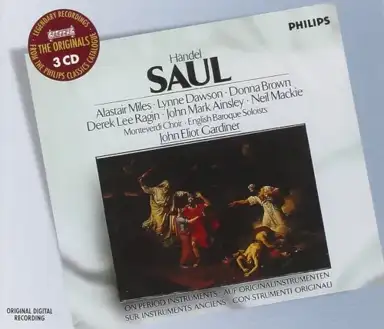 LEGENDARY RECORDINGS
FROM THE PHILIPS CLASSICS CATALOGUE
THE ORIGINALS
3 CD
PHILIPS
Händel
SAUL
Alastair Miles · Lynne Dawson · Donna Brown
Derek Lee Ragin · John Mark Ainsley · Neil Mackie
Monteverdi Choir · English Baroque Soloists
John Eliot Gardiner
ON PERIOD INSTRUMENTS · AUF ORIGINALINSTRUMENTEN
SUR INSTRUMENTS ANCIENS · CON STRUMENTI ORIGINALI
ORIGINAL DIGITAL
RECORDING